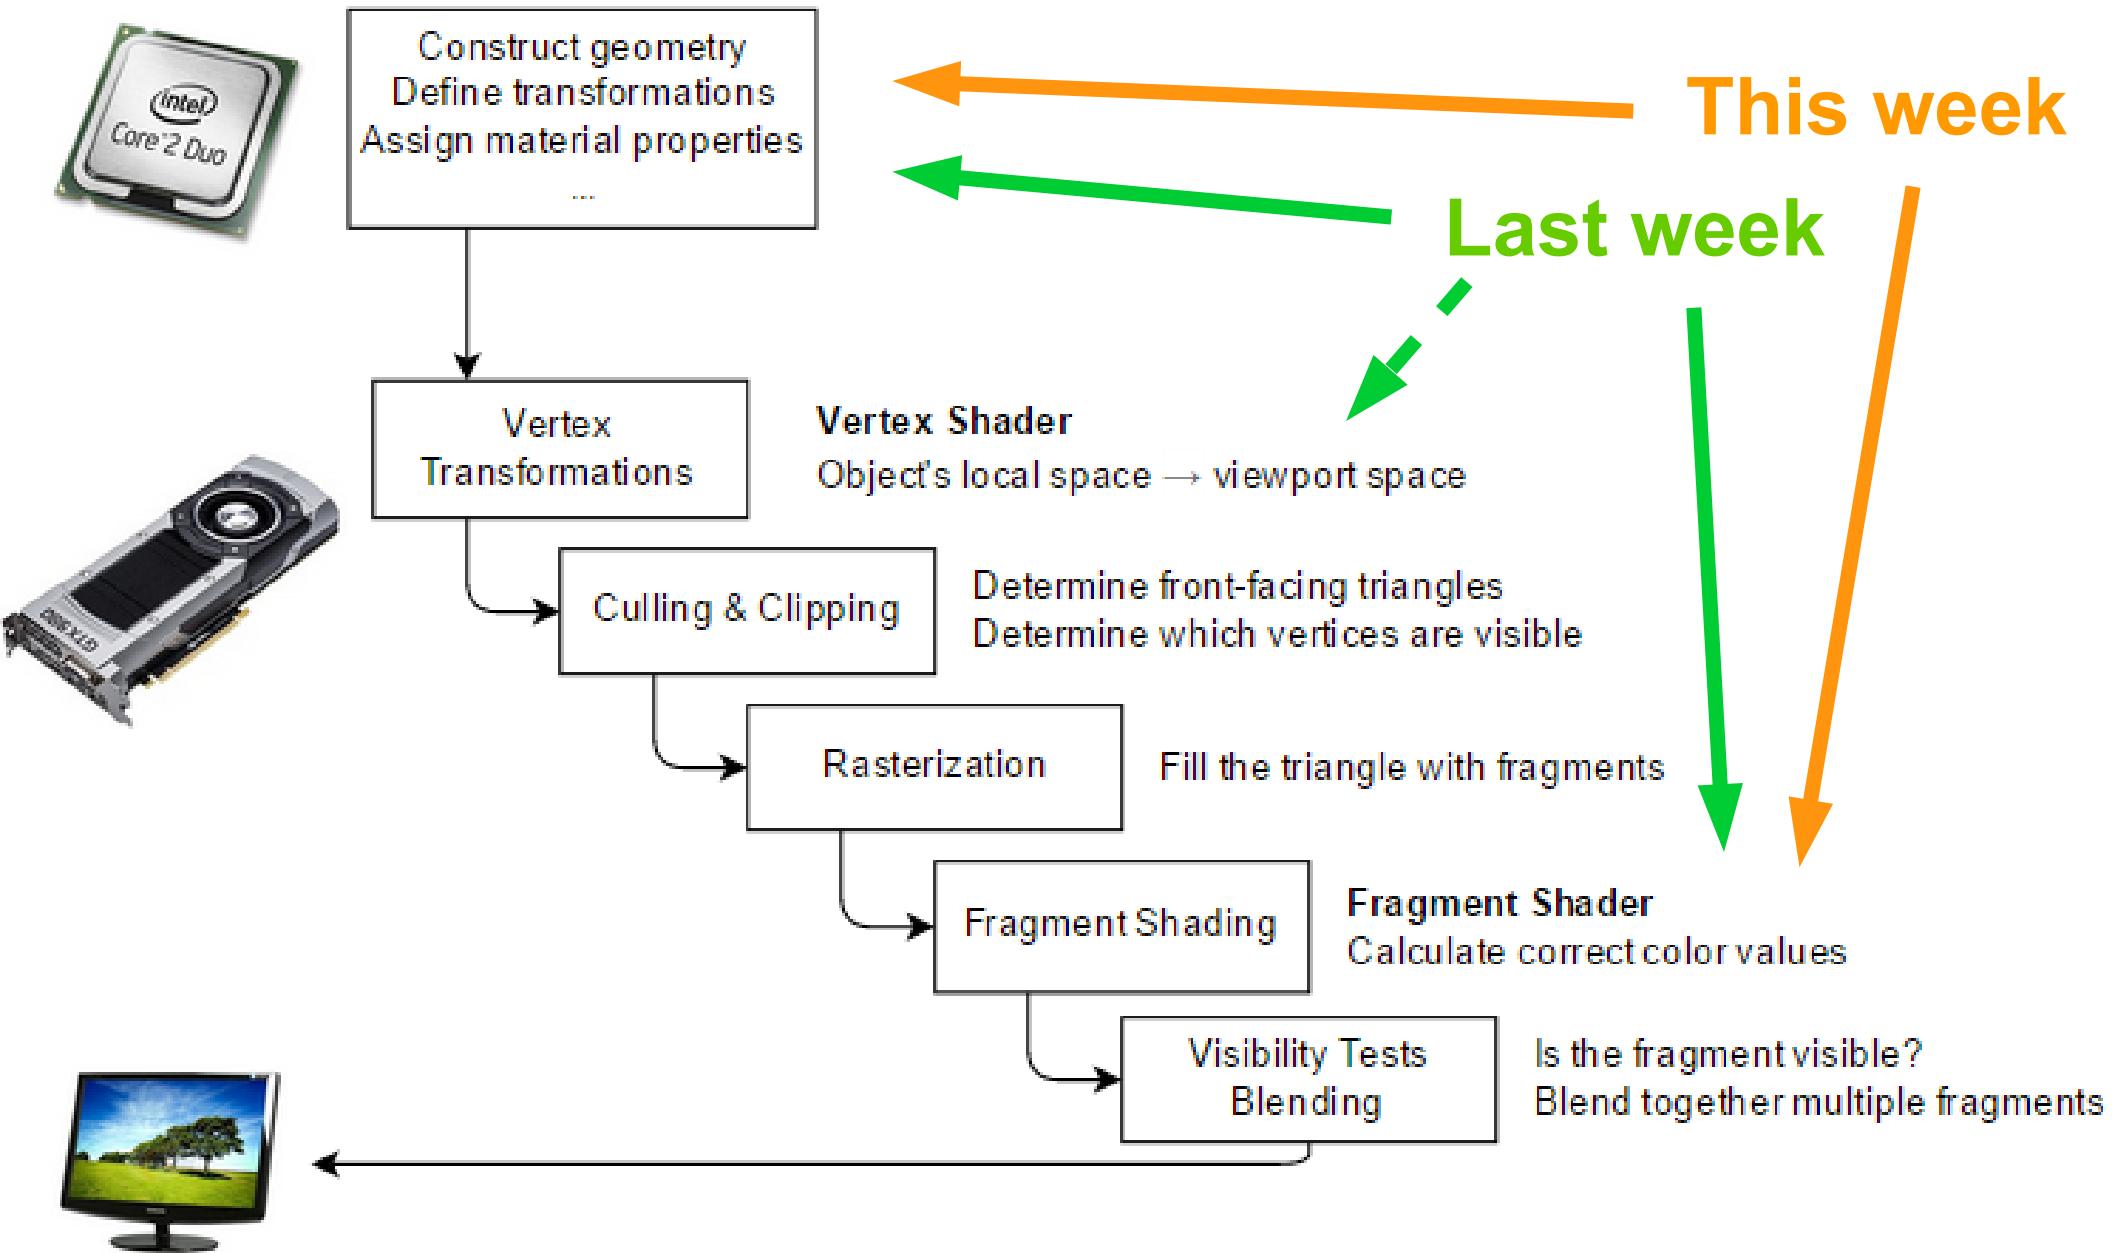 Construct geometry
Define transformations
Assign material properties
...
This week
Last week
intel
Core 2 Duo
Vertex
Transformations
Vertex Shader
Object's local space → viewport space
Culling & Clipping
Determine front-facing triangles
Determine which vertices are visible
GTX 980
Rasterization
Fill the triangle with fragments
Fragment Shading
Fragment Shader
Calculate correct color values
Visibility Tests
Blending
Is the fragment visible?
Blend together multiple fragments